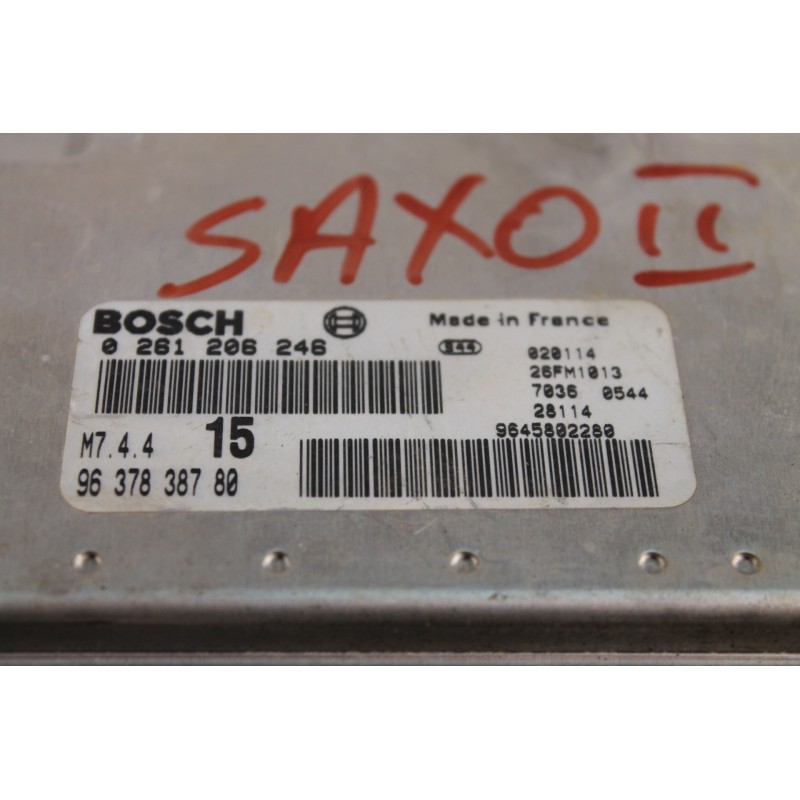 SAXO II
BOSCH Made in France
0 261 206 246 944 020114
26FM1013
7036 0544
28114
M7.4.4 15 9645802280
96 378 387 80